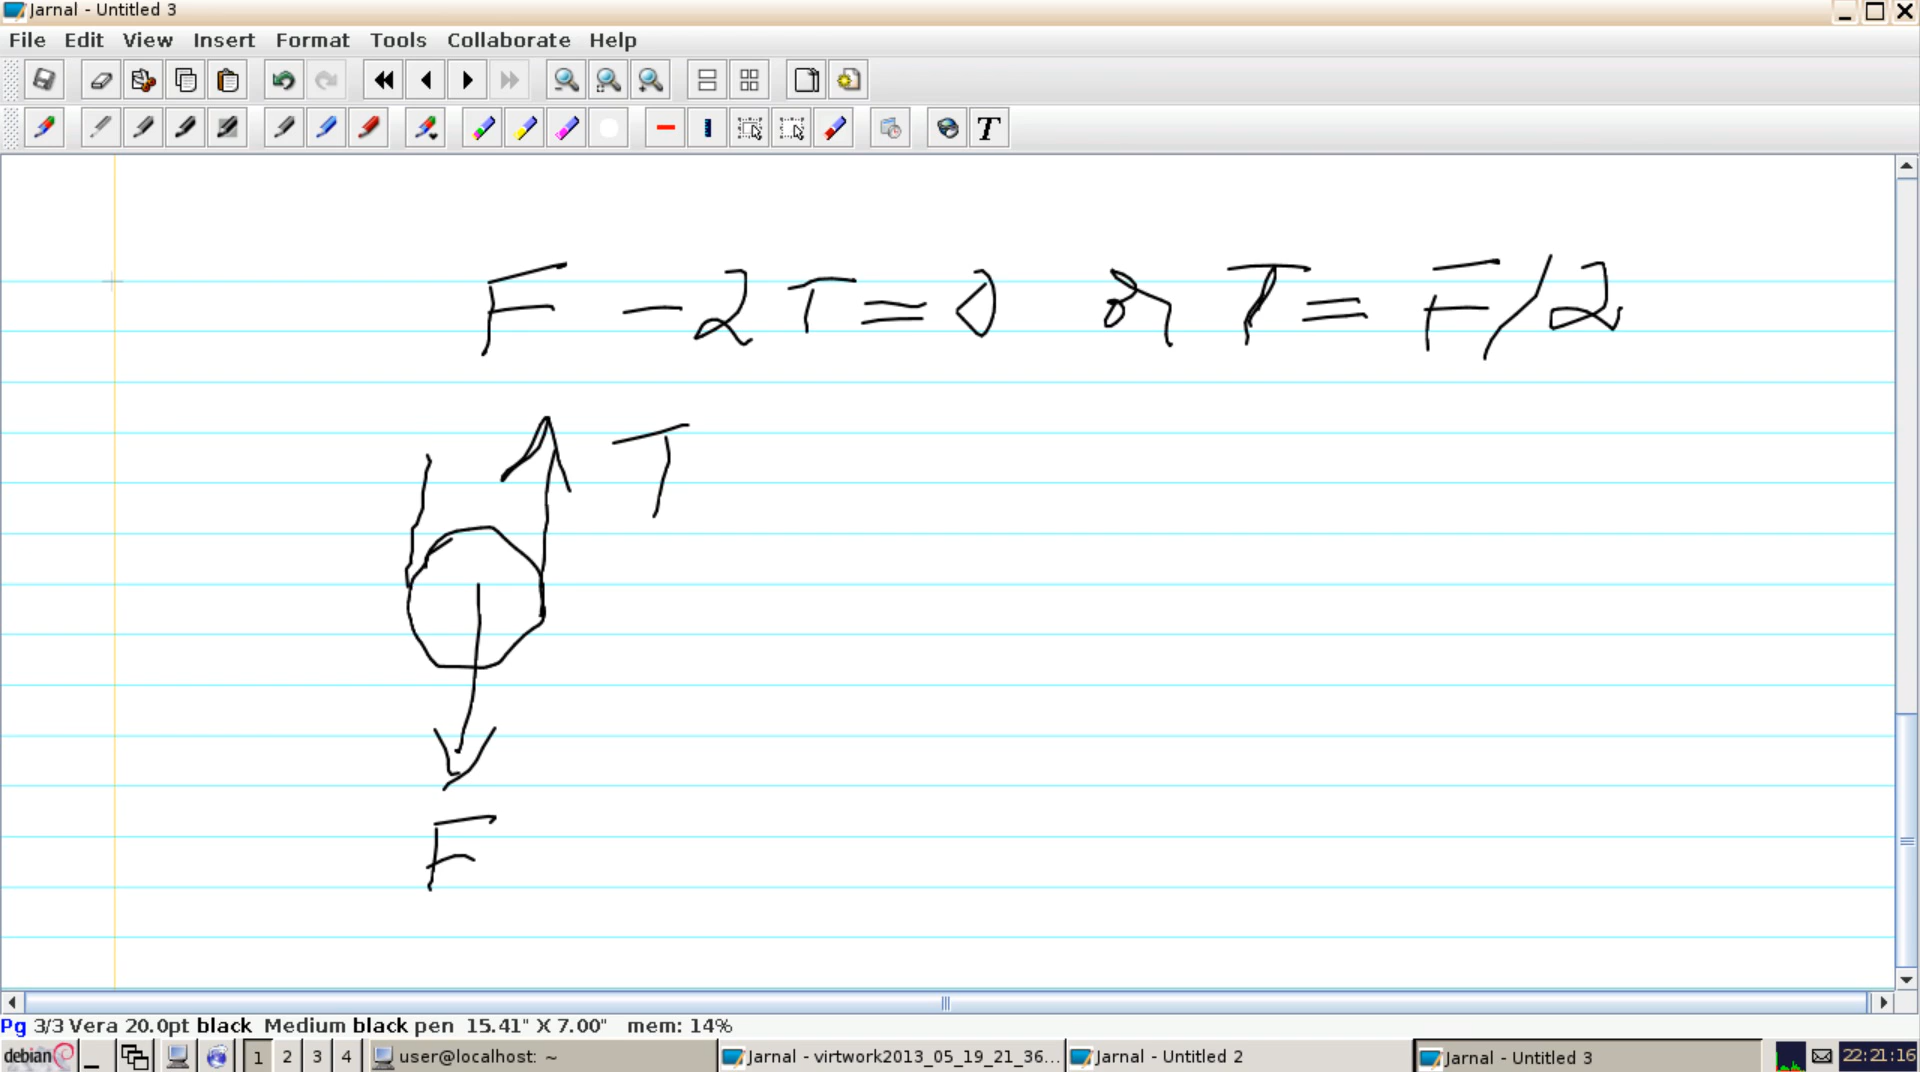 Jarnal - Untitled 3
File Edit View Insert Format Tools Collaborate Help
T
F - 2T = 0 or T = F/2
T
F
Pg 3/3 Vera 20.0pt black Medium black pen 15.41" X 7.00" mem: 14%
debian 1 2 3 4 user@localhost: ~ Jarnal - virtwork2013_05_19_21_36... Jarnal - Untitled 2 Jarnal - Untitled 3 22:21:16